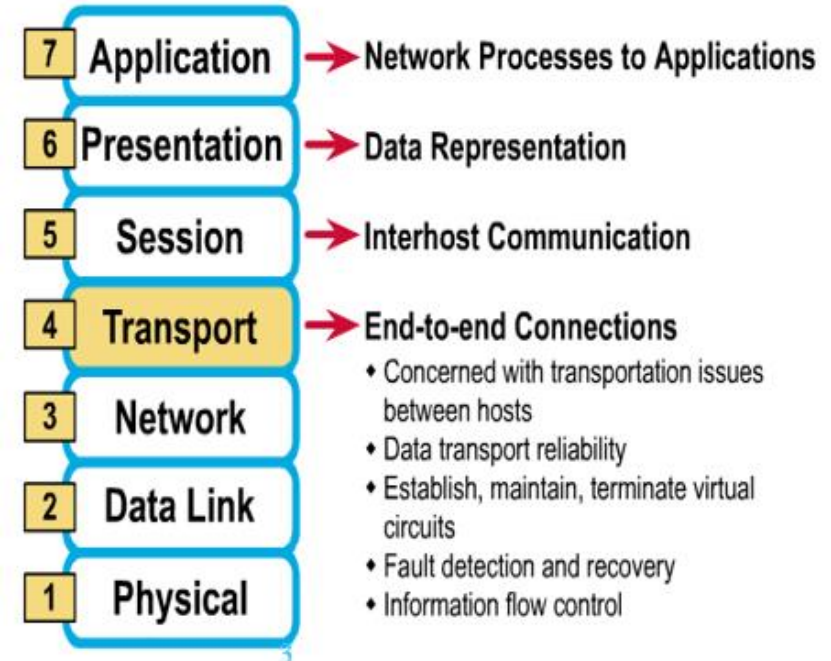 7 Application Network Processes to Applications
6 Presentation Data Representation
5 Session Interhost Communication
4 Transport End-to-end Connections
• Concerned with transportation issues
between hosts
3 Network
• Data transport reliability
• Establish, maintain, terminate virtual
2 Data Link
circuits
• Fault detection and recovery
1 Physical
• Information flow control